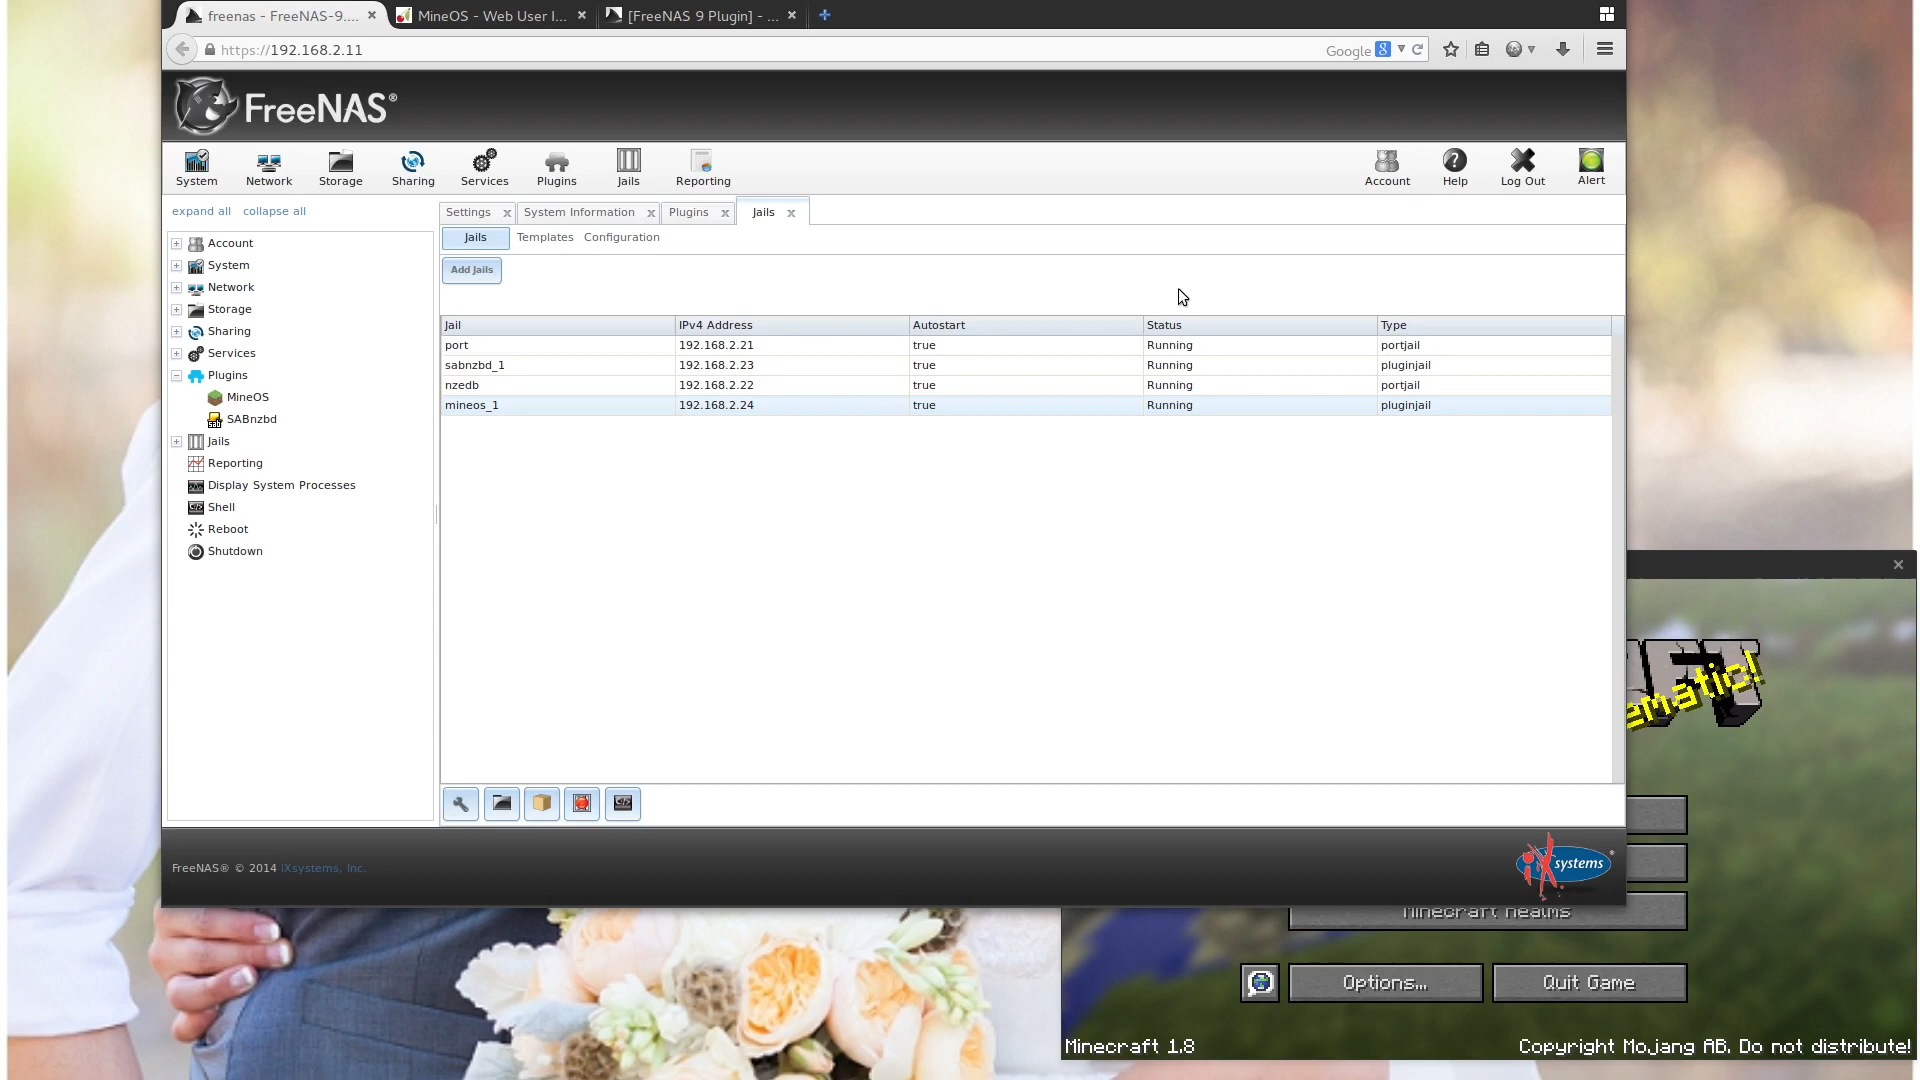 freenas - FreeNAS-9....
MineOS - Web User I...
[FreeNAS 9 Plugin] - ...
https://192.168.2.11
Google
8
FreeNAS®
System
Network
Storage
Sharing
Services
Plugins
Jails
Reporting
Account
Help
Log Out
Alert
expand all
collapse all
Settings
System Information
Plugins
Jails
Account
System
Network
Storage
Sharing
Services
Plugins
MineOS
SABnzbd
Jails
Reporting
Display System Processes
Shell
Reboot
Shutdown
Jails
Templates
Configuration
Add Jails
Jail IPv4 Address Autostart Status Type
port 192.168.2.21 true Running portjail
sabnzbd_1 192.168.2.23 true Running pluginjail
nzedb 192.168.2.22 true Running portjail
mineos_1 192.168.2.24 true Running pluginjail
FreeNAS® © 2014 iXsystems, Inc.
iXsystems®
ematic!
Minecraft Realms
Options...
Quit Game
Minecraft 1.8
Copyright Mojang AB. Do not distribute!